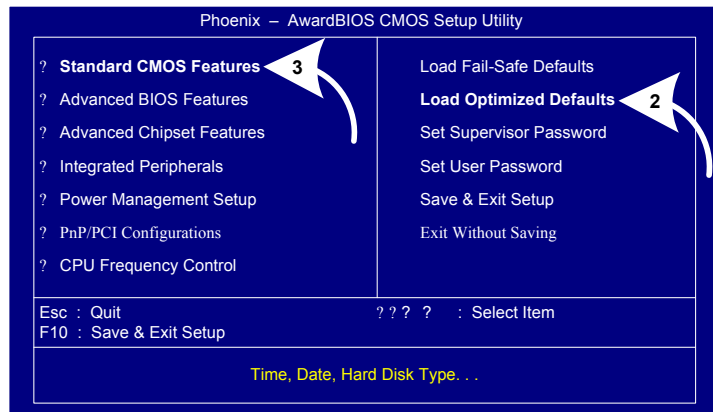 Phoenix – AwardBIOS CMOS Setup Utility
? Standard CMOS Features 3
? Advanced BIOS Features
? Advanced Chipset Features
? Integrated Peripherals
? Power Management Setup
? PnP/PCI Configurations
? CPU Frequency Control
Load Fail-Safe Defaults
Load Optimized Defaults 2
Set Supervisor Password
Set User Password
Save & Exit Setup
Exit Without Saving
Esc : Quit
F10 : Save & Exit Setup
? ? ? ? : Select Item
Time, Date, Hard Disk Type. . .